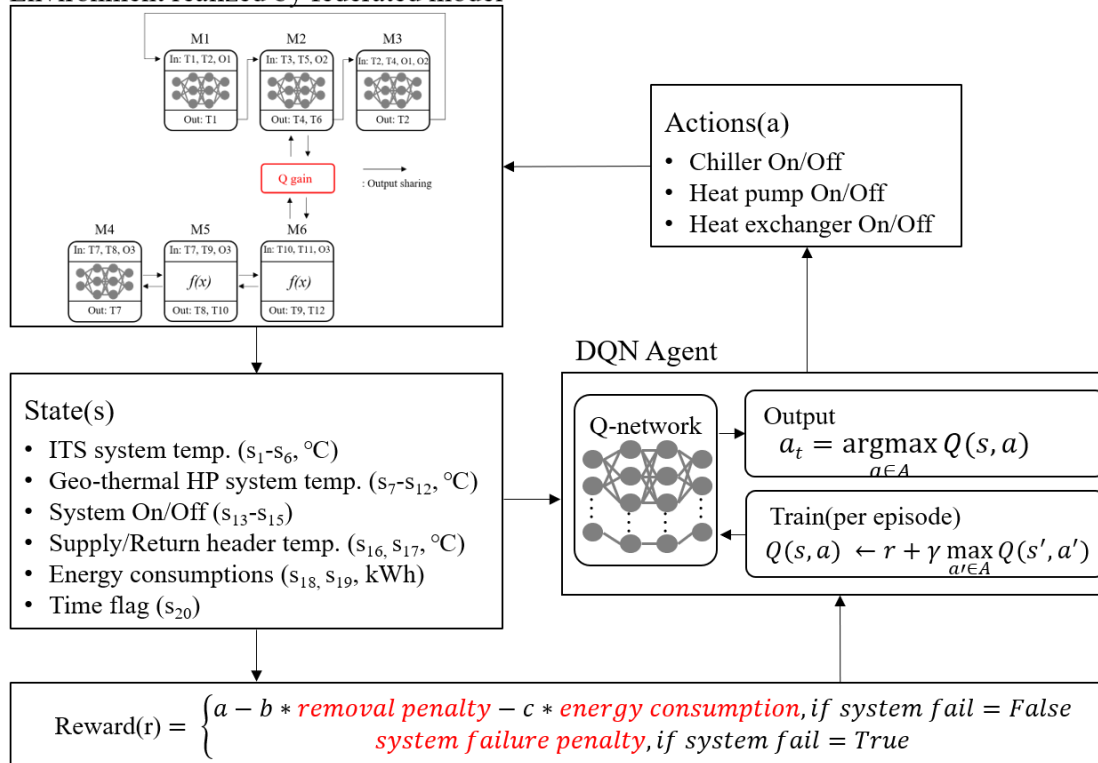 Environment realized by federated model
M1
M2
M3
In: T1, T2, O1
In: T3, T5, O2
In: T2, T4, O1, O2
Out: T1
Out: T4, T6
Out: T2
Q gain
: Output sharing
M4
M5
M6
In: T7, T8, O3
In: T7, T9, O3
In: T10, T11, O3
f(x)
f(x)
Out: T7
Out: T8, T10
Out: T9, T12
Actions(a)
• Chiller On/Off
• Heat pump On/Off
• Heat exchanger On/Off
State(s)
• ITS system temp. (s₁-s₆, ℃)
• Geo-thermal HP system temp. (s₇-s₁₂, ℃)
• System On/Off (s₁₃-s₁₅)
• Supply/Return header temp. (s₁₆, s₁₇, ℃)
• Energy consumptions (s₁₈, s₁₉, kWh)
• Time flag (s₂₀)
DQN Agent
Q-network
Output
a_t = argmax Q(s, a)
a∈A
Train(per episode)
Q(s, a) ← r + γ max Q(s′, a′)
a′∈A
Reward(r) = { a − b * removal penalty − c * energy consumption, if system fail = False
system failure penalty, if system fail = True